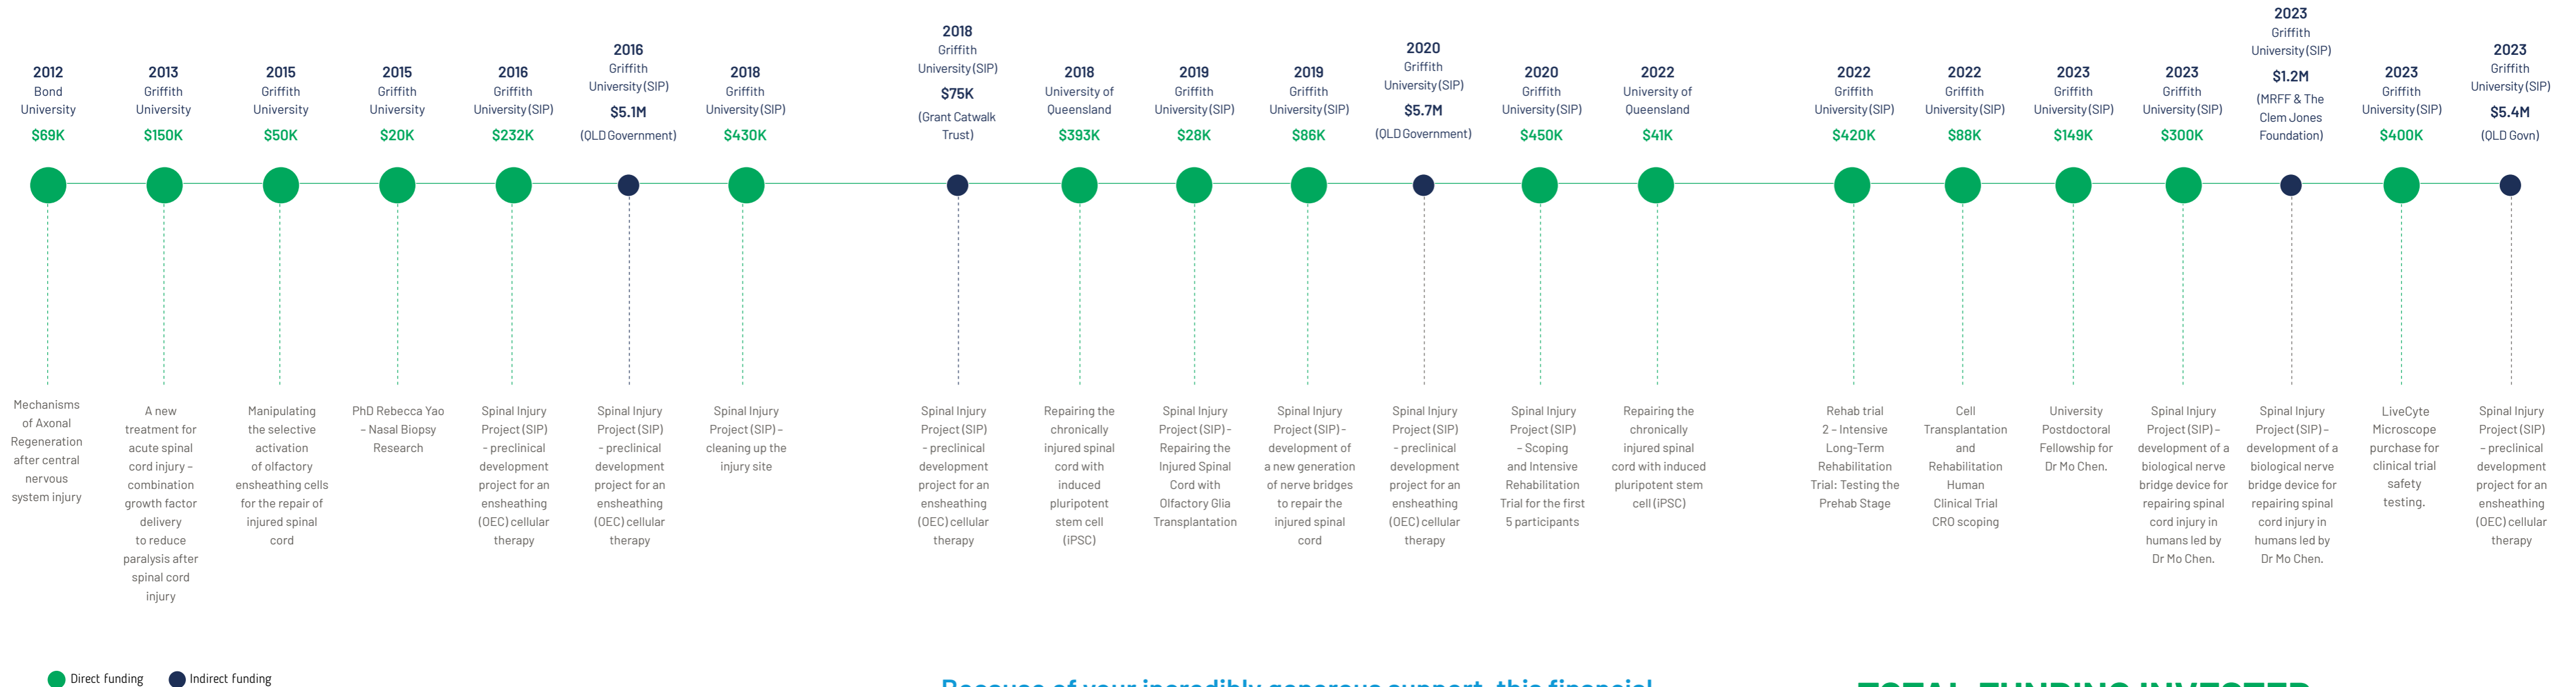 2012
Bond
University
$69K
Mechanisms
of Axonal
Regeneration
after central
nervous
system injury
2013
Griffith
University
$150K
A new
treatment for
acute spinal
cord injury –
combination
growth factor
delivery
to reduce
paralysis after
spinal cord
injury
2015
Griffith
University
$50K
Manipulating
the selective
activation
of olfactory
ensheathing cells
for the repair of
injured spinal
cord
2015
Griffith
University
$20K
PhD Rebecca Yao
– Nasal Biopsy
Research
2016
Griffith
University (SIP)
$232K
Spinal Injury
Project (SIP)
- preclinical
development
project for an
ensheathing
(OEC) cellular
therapy
2016
Griffith
University (SIP)
$5.1M
(QLD Government)
Spinal Injury
Project (SIP)
- preclinical
development
project for an
ensheathing
(OEC) cellular
therapy
2018
Griffith
University (SIP)
$430K
Spinal Injury
Project (SIP) –
cleaning up the
injury site
2018
Griffith
University (SIP)
$75K
(Grant Catwalk
Trust)
Spinal Injury
Project (SIP)
- preclinical
development
project for an
ensheathing
(OEC) cellular
therapy
2018
University of
Queensland
$393K
Repairing the
chronically
injured spinal
cord with
induced
pluripotent
stem cell
(iPSC)
2019
Griffith
University (SIP)
$28K
Spinal Injury
Project (SIP) -
Repairing the
Injured Spinal
Cord with
Olfactory Glia
Transplantation
2019
Griffith
University (SIP)
$86K
Spinal Injury
Project (SIP) -
development of
a new generation
of nerve bridges
to repair the
injured spinal
cord
2020
Griffith
University (SIP)
$5.7M
(QLD Government)
Spinal Injury
Project (SIP)
- preclinical
development
project for an
ensheathing
(OEC) cellular
therapy
2020
Griffith
University (SIP)
$450K
Spinal Injury
Project (SIP)
– Scoping
and Intensive
Rehabilitation
Trial for the first
5 participants
2022
University of
Queensland
$41K
Repairing the
chronically
injured spinal
cord with induced
pluripotent stem
cell (iPSC)
2022
Griffith
University (SIP)
$420K
Rehab trial
2 – Intensive
Long-Term
Rehabilitation
Trial: Testing the
Prehab Stage
2022
Griffith
University (SIP)
$88K
Cell
Transplantation
and
Rehabilitation
Human
Clinical Trial
CRO scoping
2023
Griffith
University (SIP)
$149K
University
Postdoctoral
Fellowship for
Dr Mo Chen.
2023
Griffith
University (SIP)
$300K
Spinal Injury
Project (SIP) –
development of a
biological nerve
bridge device for
repairing spinal
cord injury in
humans led by
Dr Mo Chen.
2023
Griffith
University (SIP)
$1.2M
(MRFF & The
Clem Jones
Foundation)
Spinal Injury
Project (SIP) –
development of a
biological nerve
bridge device for
repairing spinal
cord injury in
humans led by
Dr Mo Chen.
2023
Griffith
University (SIP)
$400K
LiveCyte
Microscope
purchase for
clinical trial
safety
testing.
2023
Griffith
University (SIP)
$5.4M
(QLD Govn)
Spinal Injury
Project (SIP)
– preclinical
development
project for an
ensheathing
(OEC) cellular
therapy
Direct funding
Indirect funding
Because of your incredibly generous support, this financial
TOTAL FUNDING INVESTED